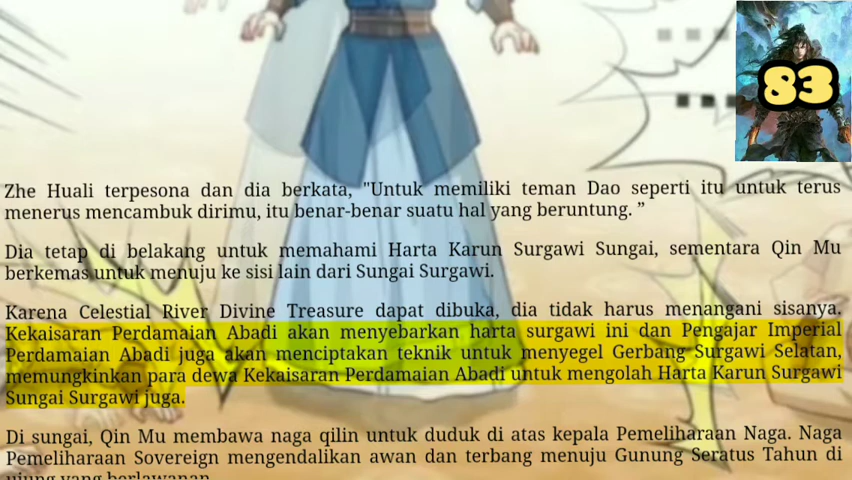 83
Zhe Huali terpesona dan dia berkata, "Untuk memiliki teman Dao seperti itu untuk terus
menerus mencambuk dirimu, itu benar-benar suatu hal yang beruntung. ”
Dia tetap di belakang untuk memahami Harta Karun Surgawi Sungai, sementara Qin Mu
berkemas untuk menuju ke sisi lain dari Sungai Surgawi.
Karena Celestial River Divine Treasure dapat dibuka, dia tidak harus menangani sisanya.
Kekaisaran Perdamaian Abadi akan menyebarkan harta surgawi ini dan Pengajar Imperial
Perdamaian Abadi juga akan menciptakan teknik untuk menyegel Gerbang Surgawi Selatan,
memungkinkan para dewa Kekaisaran Perdamaian Abadi untuk mengolah Harta Karun Surgawi
Sungai Surgawi juga.
Di sungai, Qin Mu membawa naga qilin untuk duduk di atas kepala Pemeliharaan Naga. Naga
Pemeliharaan Sovereign mengendalikan awan dan terbang menuju Gunung Seratus Tahun di
ujung yang berlawanan